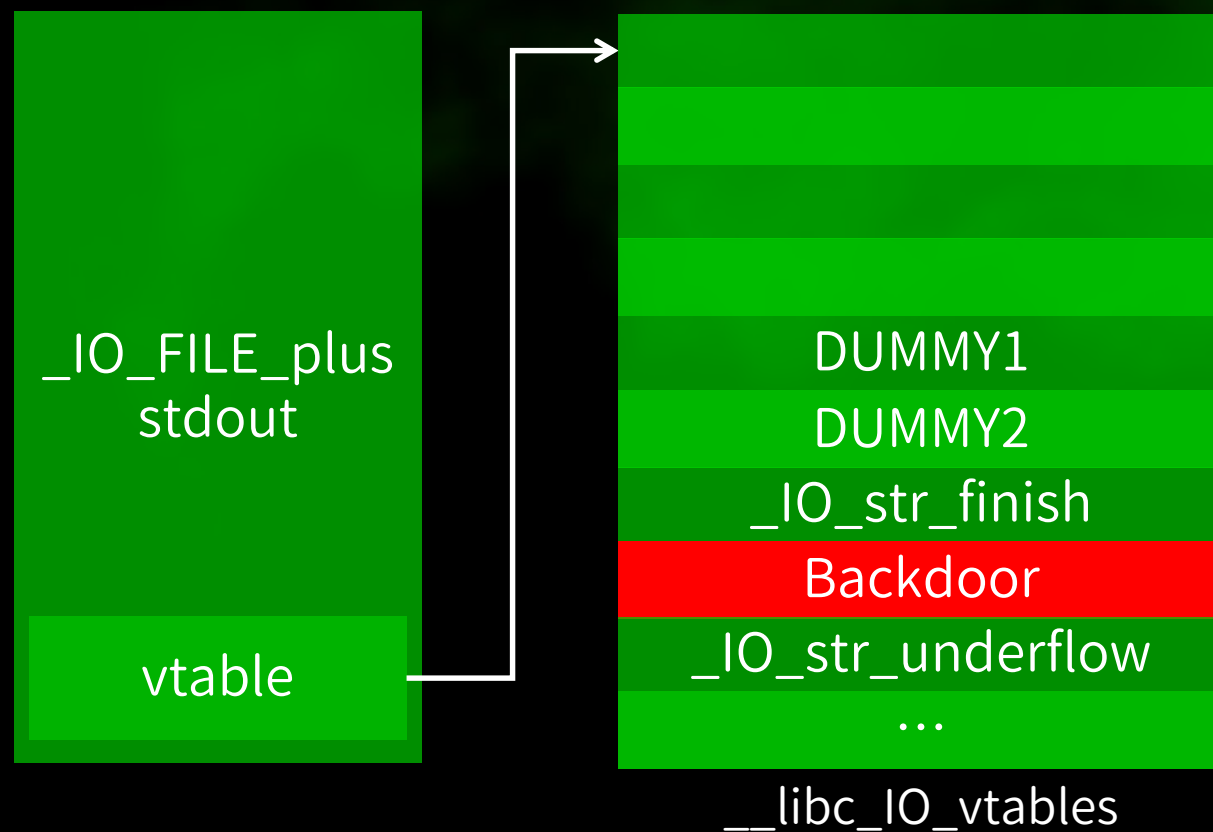 _IO_FILE_plus
stdout
vtable
DUMMY1
DUMMY2
_IO_str_finish
Backdoor
_IO_str_underflow
...
__libc_IO_vtables